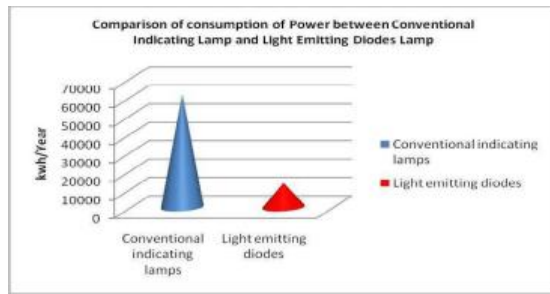 Comparison of consumption of Power between Conventional
Indicating Lamp and Light Emitting Diodes Lamp
kwh/Year
70000
60000
50000
40000
30000
20000
10000
0
Conventional
indicating
lamps
Light emitting
diodes
Conventional indicating
lamps
Light emitting diodes